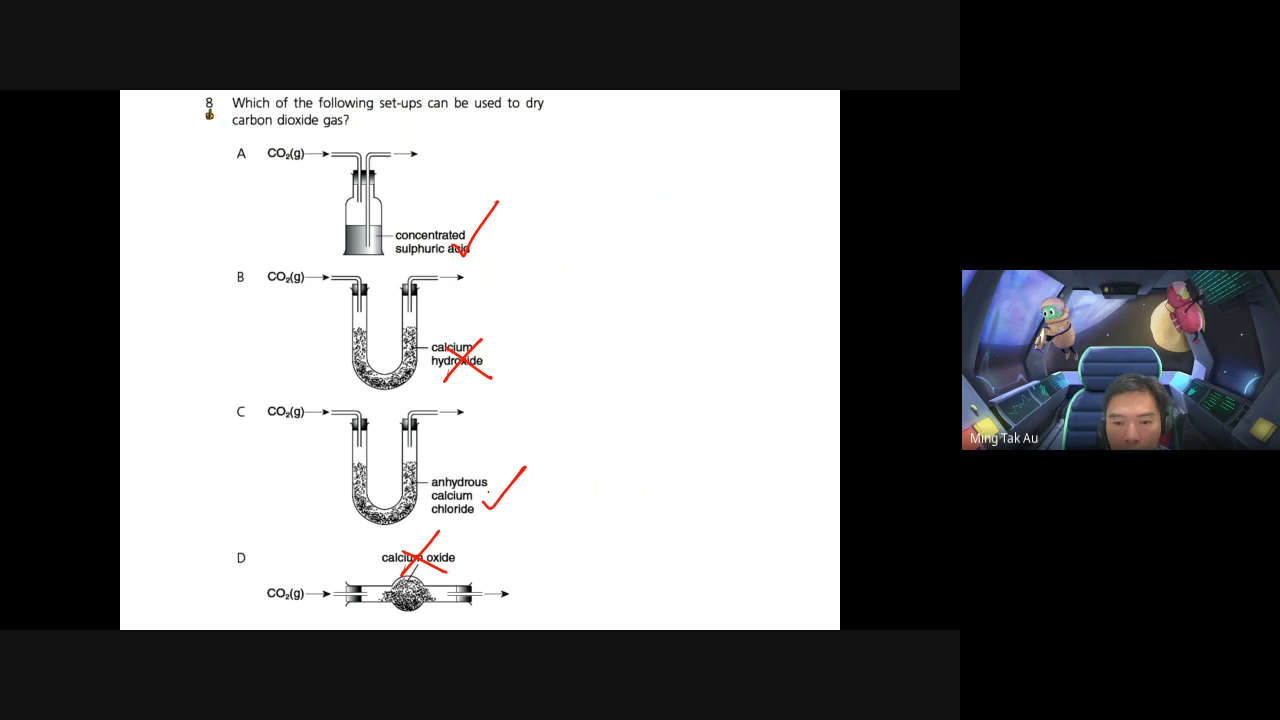 8 Which of the following set-ups can be used to dry
carbon dioxide gas?
A CO₂(g)
concentrated
sulphuric acid
B CO₂(g)
calcium
hydroxide
C CO₂(g)
anhydrous
calcium
chloride
D calcium oxide
CO₂(g)
Ming Tak Au